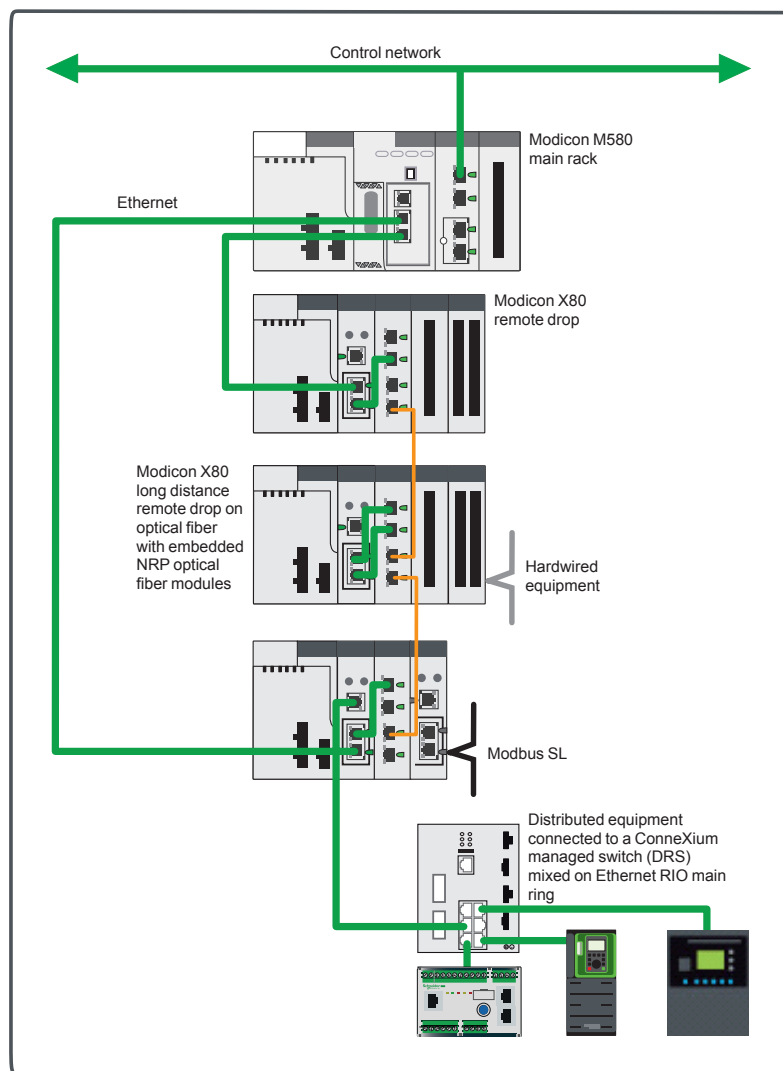 Control network
Modicon M580
main rack
Ethernet
Modicon X80
remote drop
Modicon X80
long distance
remote drop on
optical fiber
with embedded
NRP optical
fiber modules
Hardwired
equipment
Modbus SL
Distributed equipment
connected to a ConneXium
managed switch (DRS)
mixed on Ethernet RIO main
ring
Schneider